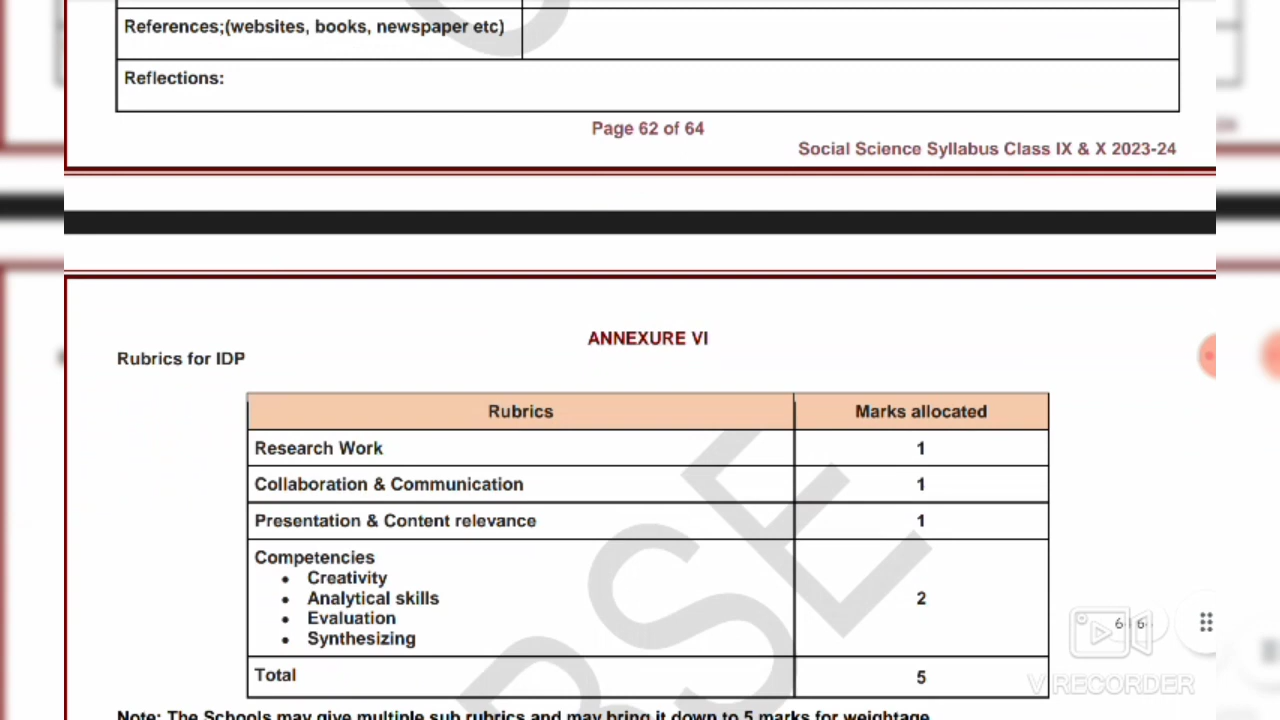 References;(websites, books, newspaper etc)
Reflections:
Page 62 of 64
Social Science Syllabus Class IX & X 2023-24
ANNEXURE VI
Rubrics for IDP
Rubrics Marks allocated
Research Work 1
Collaboration & Communication 1
Presentation & Content relevance 1
Competencies
• Creativity
• Analytical skills
• Evaluation
• Synthesizing
2
Total 5
Note: The Schools may give multiple sub rubrics and may bring it down to 5 marks for weightage
V RECORDER